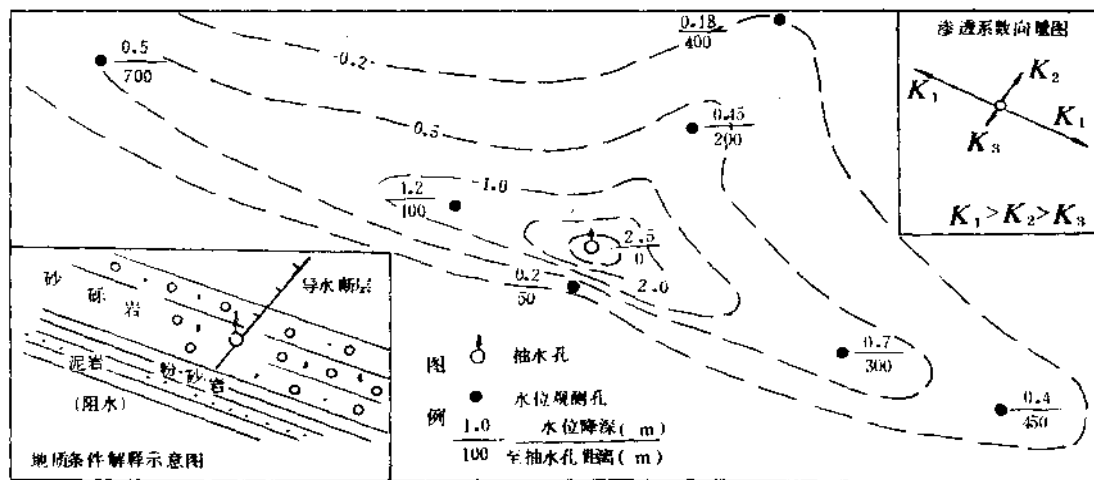 0.5
700
0.2
0.18
400
0.5
0.45
200
1.2
100
1.0
2.5
0
2.0
0.2
50
0.7
300
0.4
450
渗透系数向量图
K₁
K₂
K₃
K₁
K₁>K₂>K₃
砂 砾 岩
导水断层
泥岩
粉砂岩
(阻水)
地质条件解释示意图
图例
抽水孔
水位观测孔
1.0 水位降深( m)
100 至抽水孔距离( m)